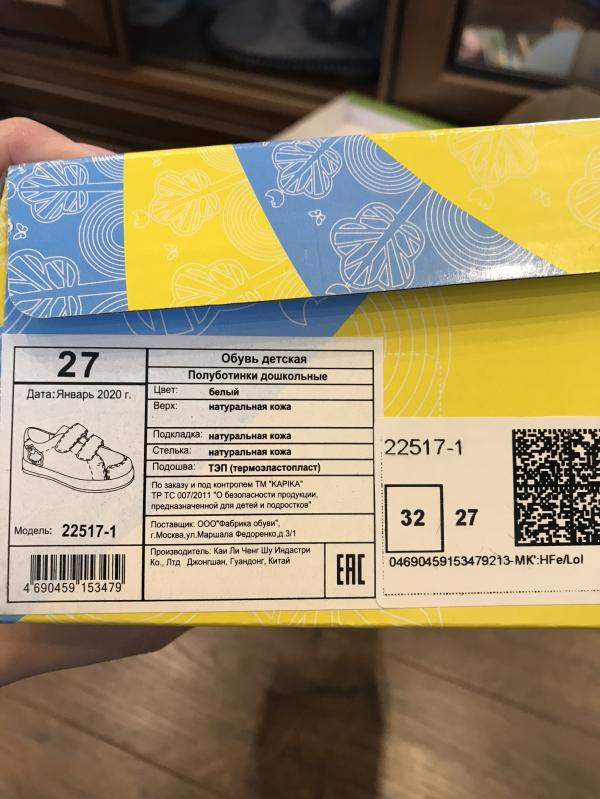 27
Дата:Январь 2020 г.
Модель: 22517-1
4 690459 153479
Обувь детская
Полуботинки дошкольные
Цвет: белый
Верх: натуральная кожа
Подкладка: натуральная кожа
Стелька: натуральная кожа
Подошва: ТЭП (термоэластопласт)
По заказу и под контролем ТМ "KAPIKA"
ТР ТС 007/2011 "О безопасности продукции,
предназначенной для детей и подростков"
Поставщик: ООО"Фабрика обуви",
г.Москва,ул.Маршала Федоренко,д.3/1
Производитель: Каи Ли Ченг Шу Индастри
Ко., Лтд Джонгшан, Гуандонг, Китай
EAC
22517-1
32 27
04690459153479213-MK':HFe/Lol